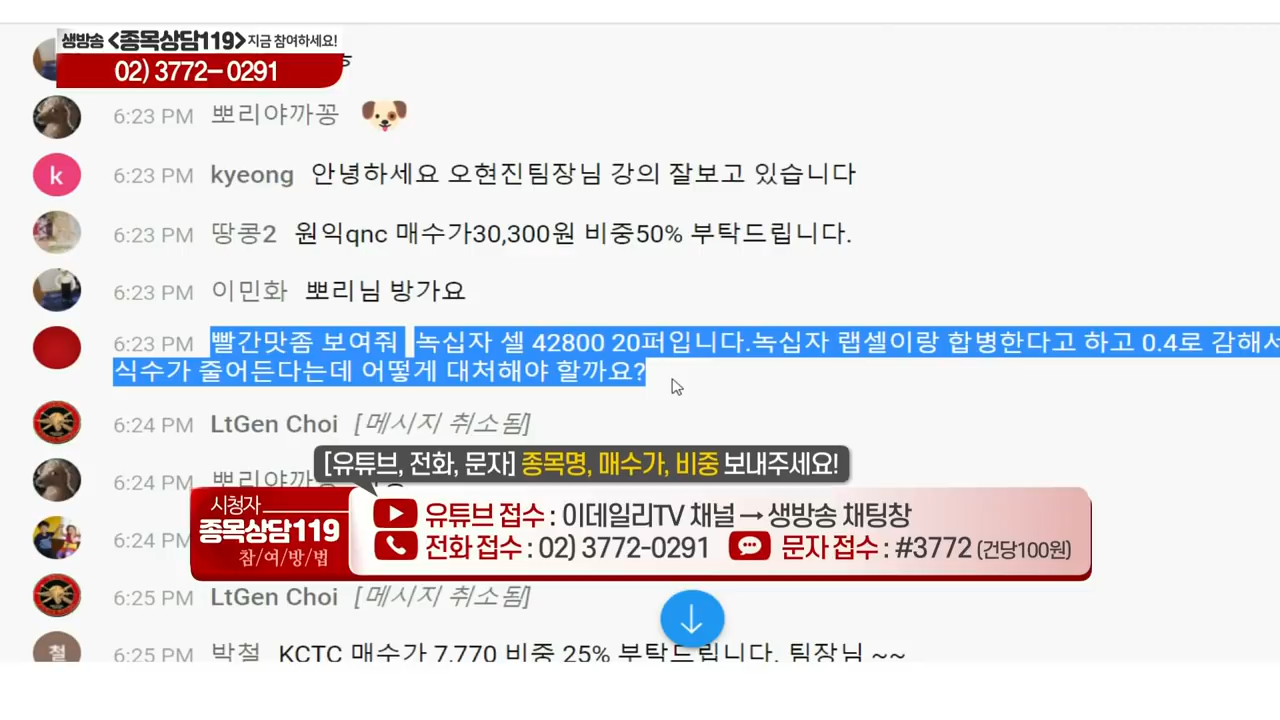 생방송 <종목상담119> 지금 참여하세요!
02) 3772-0291
6:23 PM 뽀리야까꽁
6:23 PM kyeong 안녕하세요 오현진팀장님 강의 잘보고 있습니다
6:23 PM 땅콩2 원익qnc 매수가30,300원 비중50% 부탁드립니다.
6:23 PM 이민화 뽀리님 방가요
6:23 PM 빨간맛좀 보여줘 녹십자 셀 42800 20퍼입니다.녹십자 랩셀이랑 합병한다고 하고 0.4로 감해서
식수가 줄어든다는데 어떻게 대처해야 할까요?
6:24 PM LtGen Choi [메시지 취소됨]
[유튜브, 전화, 문자] 종목명, 매수가, 비중 보내주세요!
6:24 PM
시청자
종목상담119
참/여/방/법
유튜브 접수 : 이데일리TV 채널 → 생방송 채팅창
전화 접수 : 02) 3772-0291 문자 접수 : #3772 (건당100원)
6:24 PM
6:25 PM LtGen Choi [메시지 취소됨]
철 6:25 PM 박철 KCTC 매수가 7,770 비중 25% 부탁드립니다. 팀장님 ~~
k